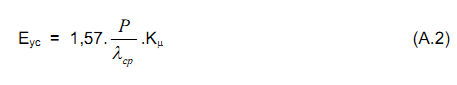 Eус = 1,57. P/λср .Kμ (A.2)